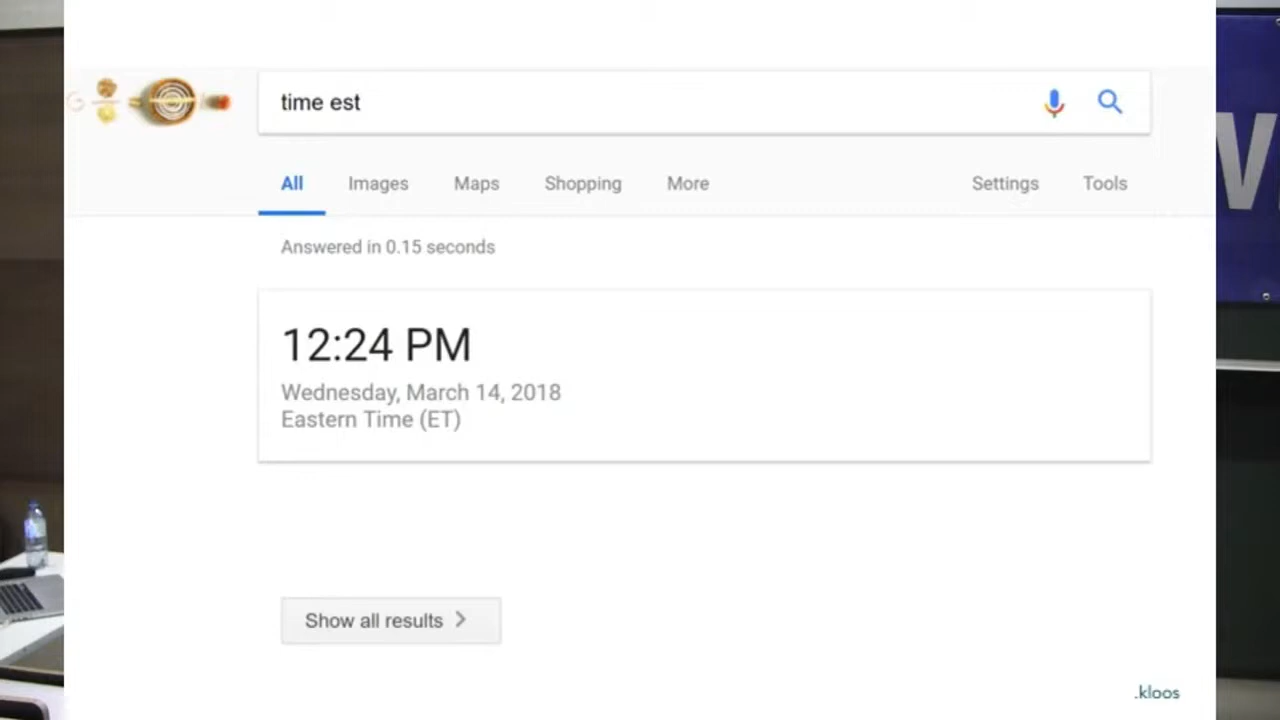 time est
All Images Maps Shopping More Settings Tools
Answered in 0.15 seconds
12:24 PM
Wednesday, March 14, 2018
Eastern Time (ET)
Show all results
.kloos